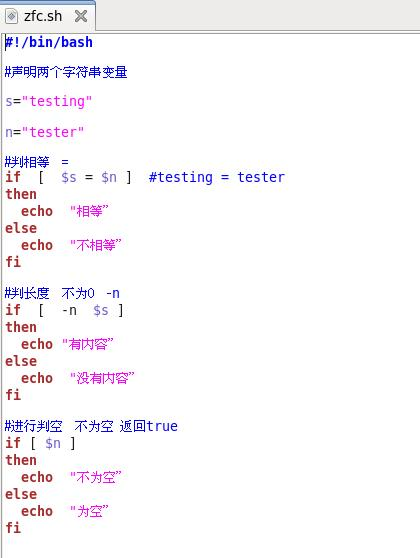 zfc.sh
#!/bin/bash
#声明两个字符串变量
s="testing"
n="tester"
#判相等 =
if [ $s = $n ] #testing = tester
then
echo "相等”
else
echo "不相等”
fi
#判长度 不为0 -n
if [ -n $s ]
then
echo "有内容”
else
echo "没有内容”
fi
#进行判空 不为空 返回true
if [ $n ]
then
echo "不为空”
else
echo "为空”
fi